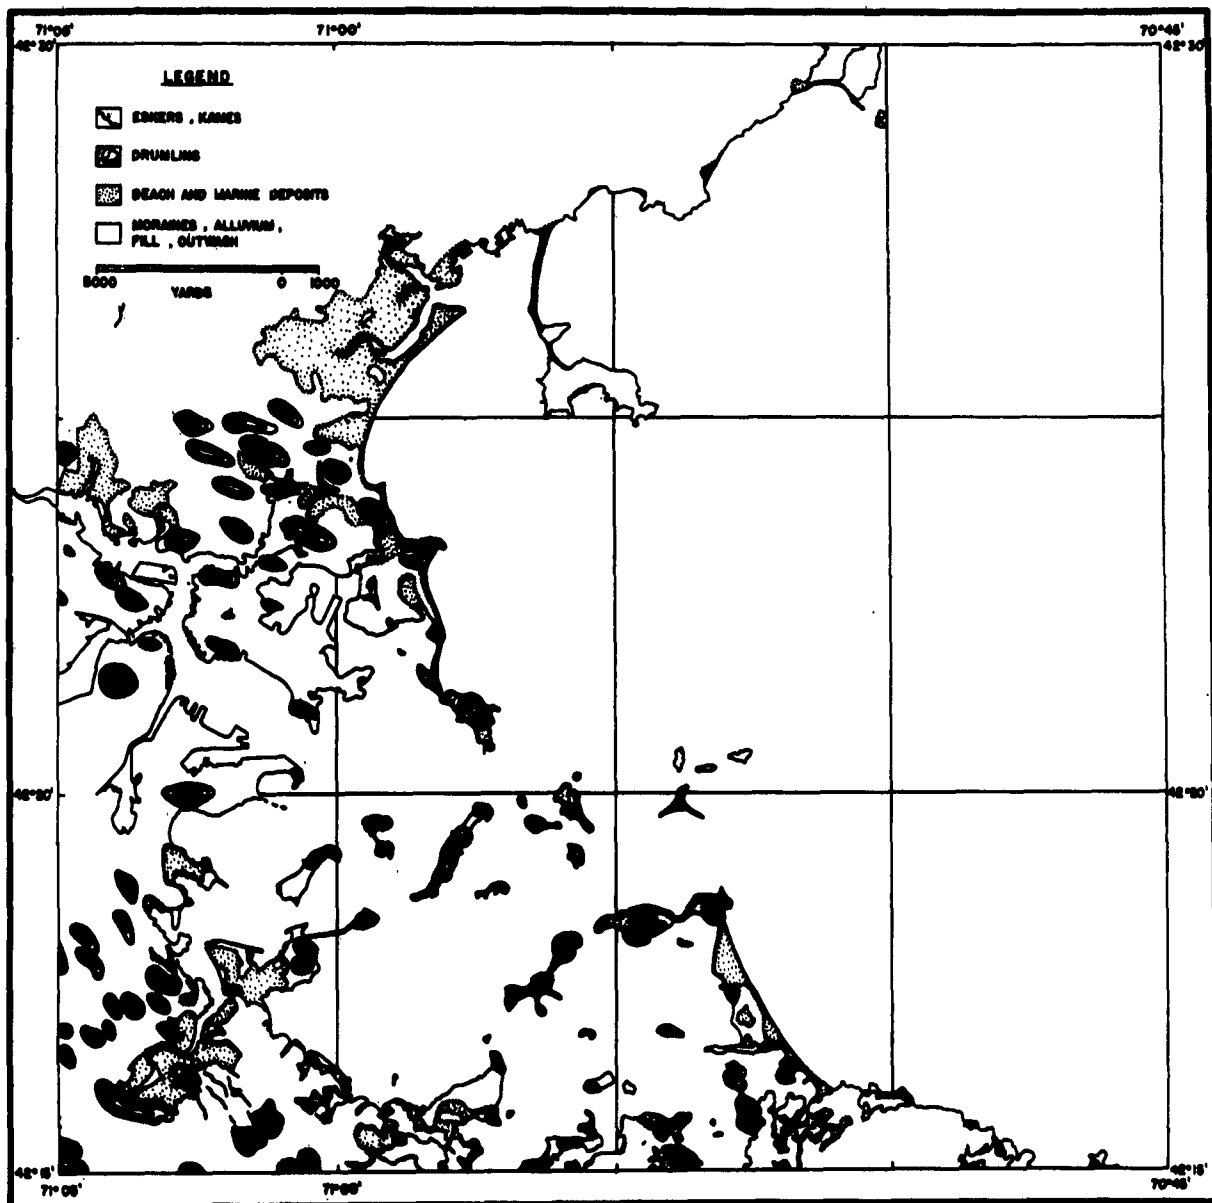 71°05'
71°00'
70°45'
42°30'
42°30'
LEGEND
ESKERS, KAMES
DRUMLINS
BEACH AND MARINE DEPOSITS
MORAINES, ALLUVIUM,
FILL, OUTWASH
5000 0 1000
YARDS
42°20'
42°20'
42°15'
42°15'
71°05'
71°00'
70°45'